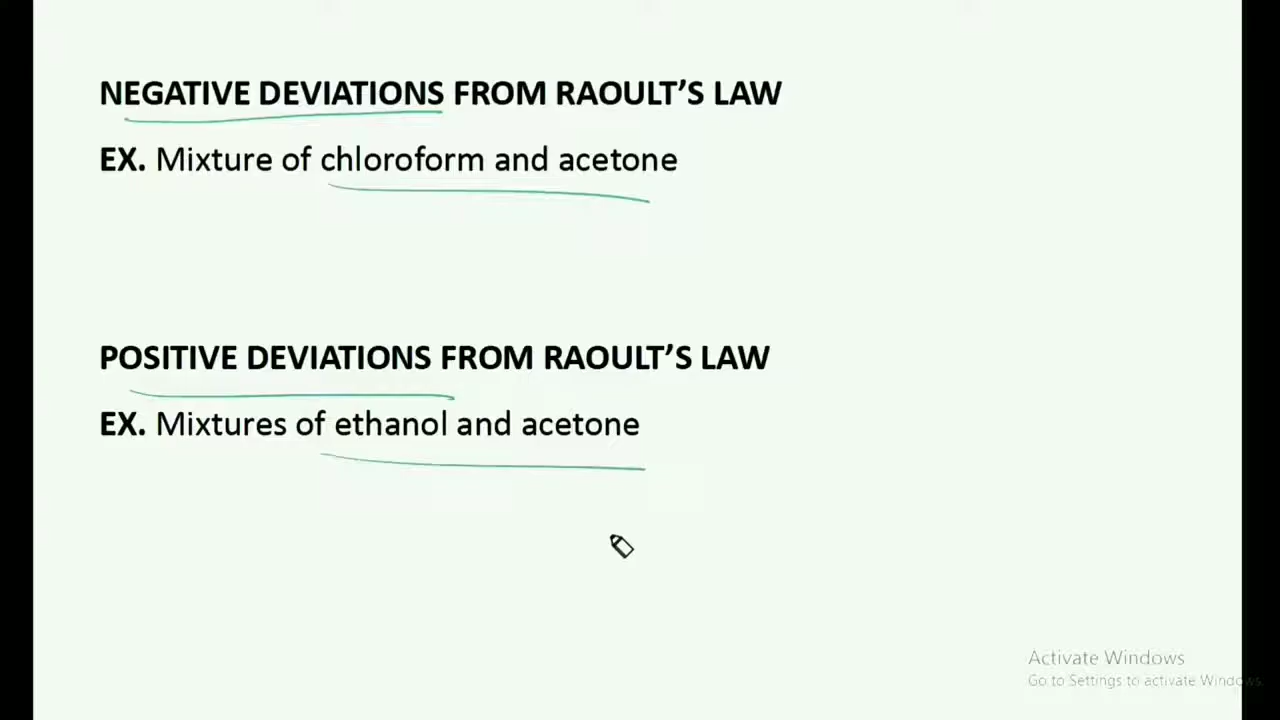 NEGATIVE DEVIATIONS FROM RAOULT’S LAW
EX. Mixture of chloroform and acetone
POSITIVE DEVIATIONS FROM RAOULT’S LAW
EX. Mixtures of ethanol and acetone
Activate Windows
Go to Settings to activate Windows.